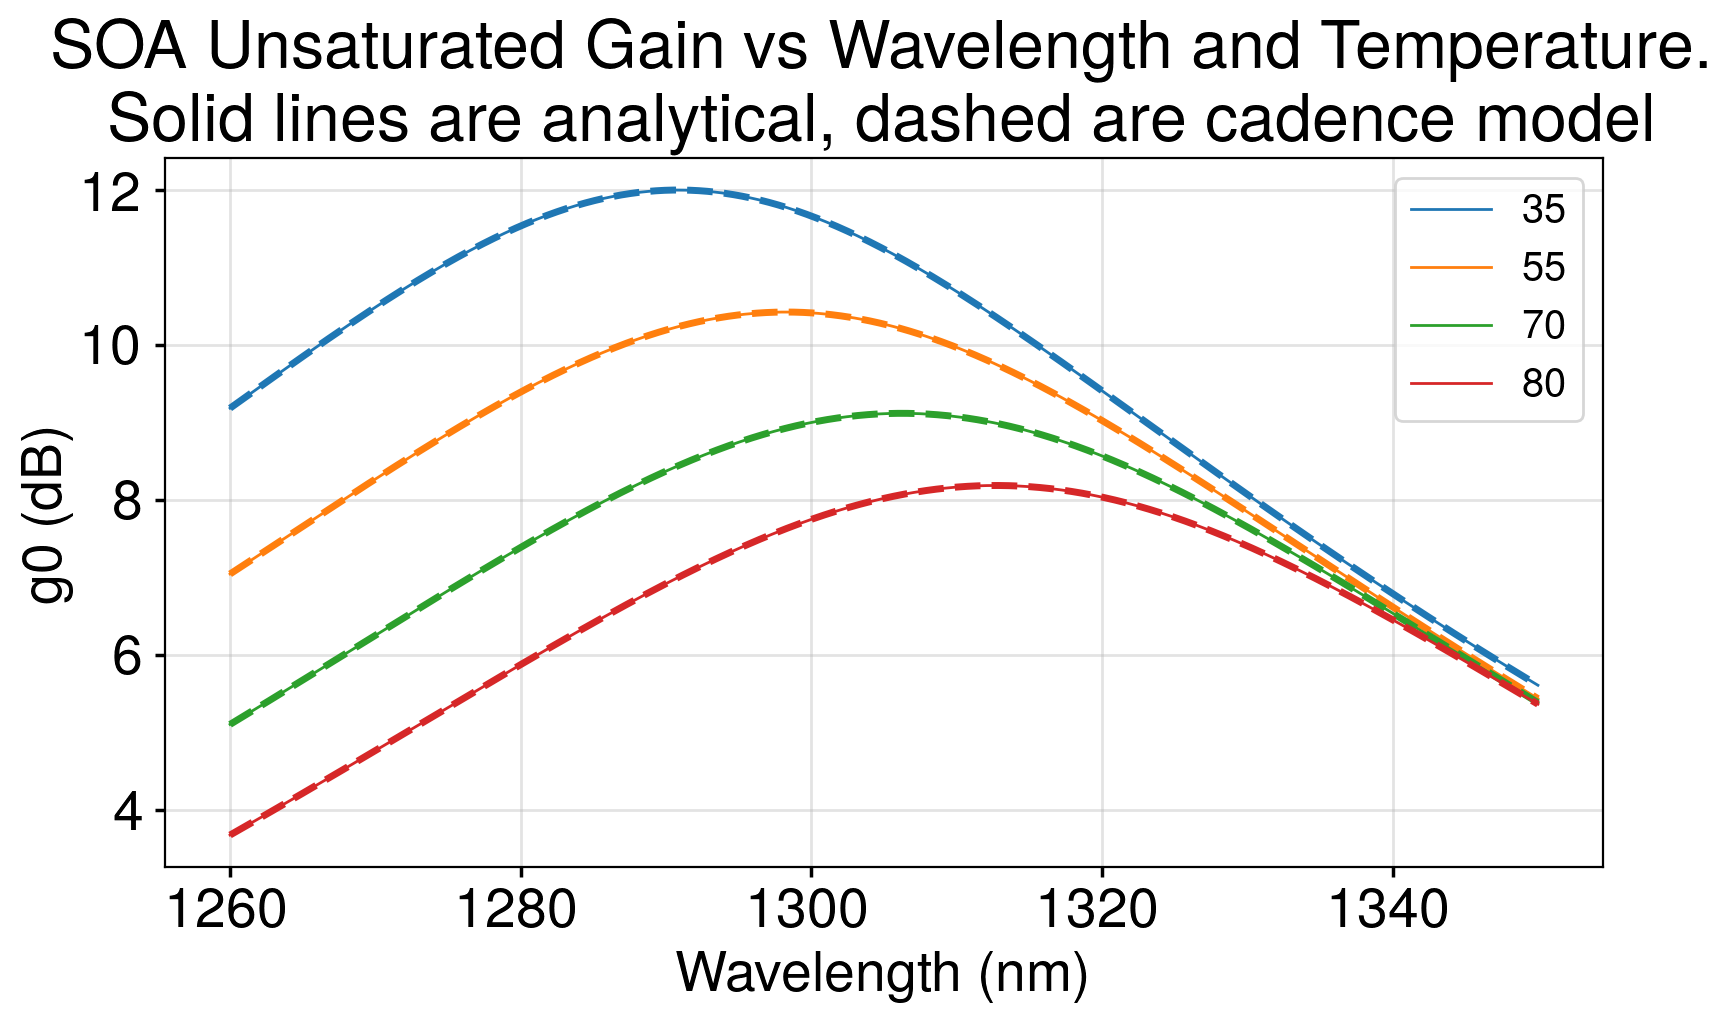 SOA Unsaturated Gain vs Wavelength and Temperature.
Solid lines are analytical, dashed are cadence model
12
10
8
6
4
g0 (dB)
35
55
70
80
1260 1280 1300 1320 1340
Wavelength (nm)